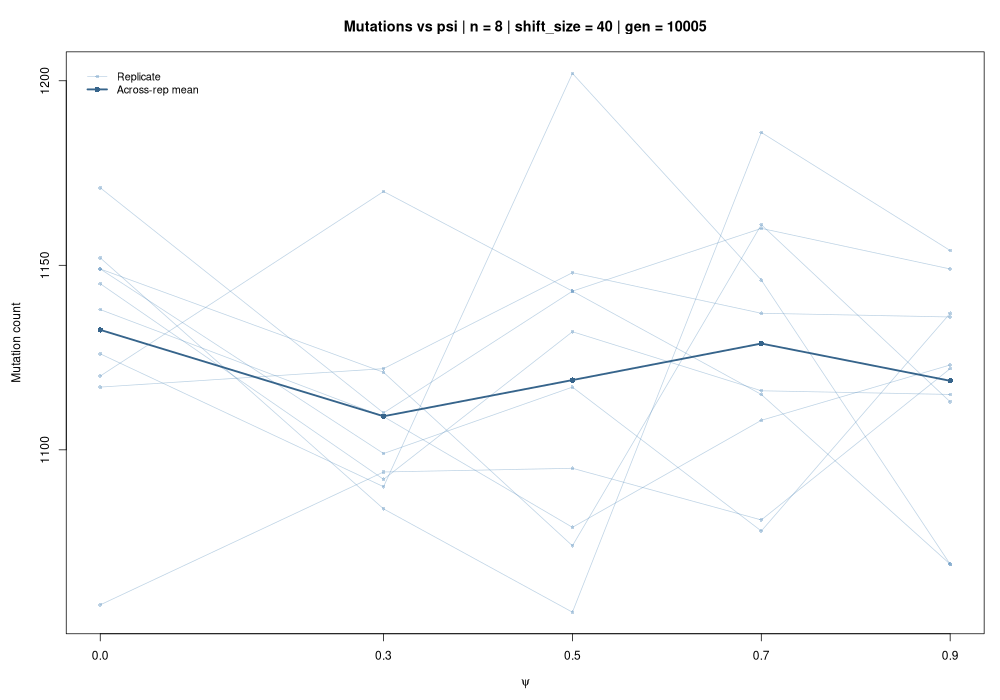 Mutations vs psi | n = 8 | shift_size = 40 | gen = 10005
Replicate
Across-rep mean
Mutation count
1200
1150
1100
0.0
0.3
0.5
0.7
0.9
ψ